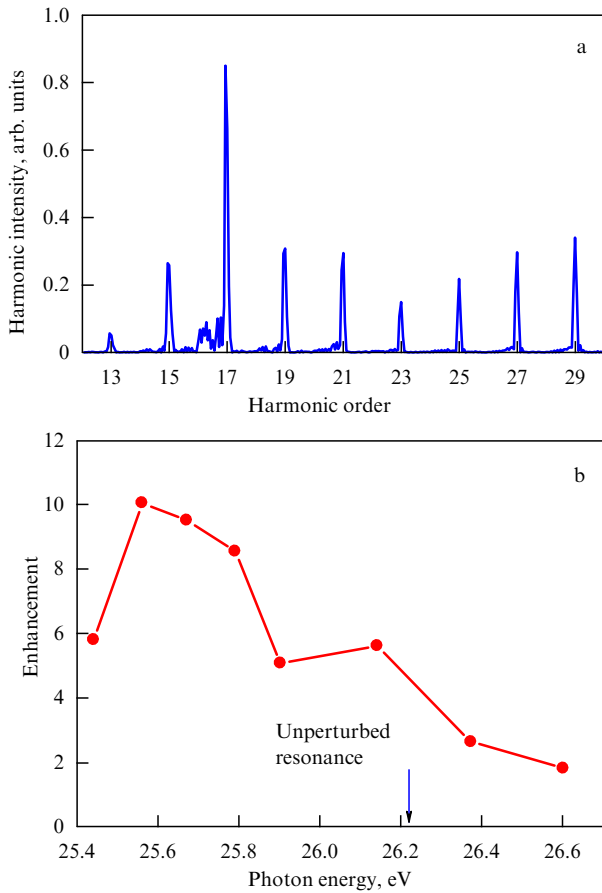 1.0
a
0.8
0.6
0.4
0.2
0
Harmonic intensity, arb. units
13 15 17 19 21 23 25 27 29
Harmonic order
12
b
10
8
6
4
2
0
Enhancement
Unperturbed
resonance
25.4 25.6 25.8 26.0 26.2 26.4 26.6
Photon energy, eV